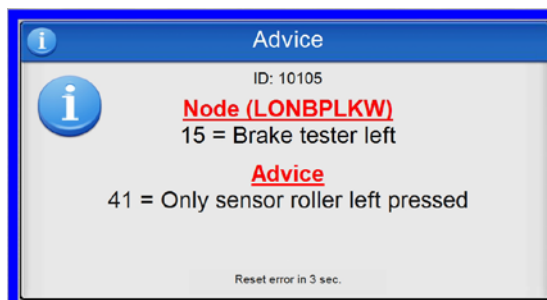 Advice
ID: 10105
Node (LONBPLKW)
15 = Brake tester left
Advice
41 = Only sensor roller left pressed
Reset error in 3 sec.